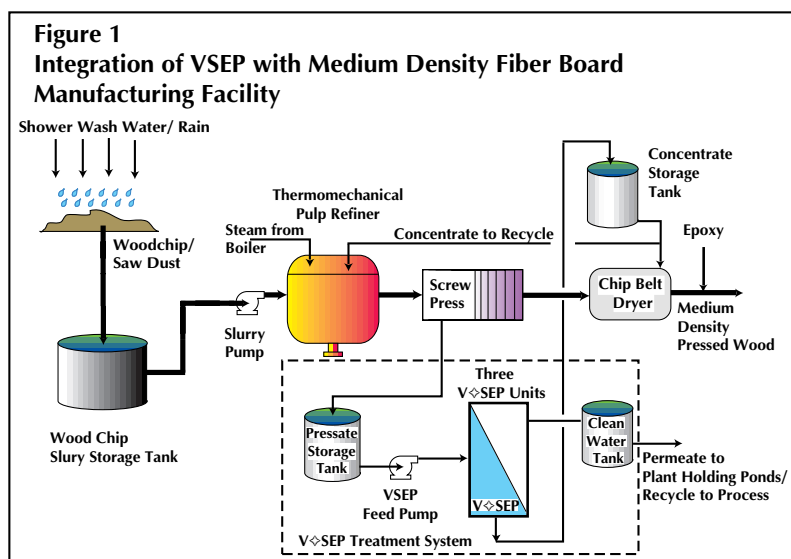 Figure 1
Integration of VSEP with Medium Density Fiber Board
Manufacturing Facility
Shower Wash Water/ Rain
Woodchip/
Saw Dust
Wood Chip
Slury Storage Tank
Slurry
Pump
Steam from
Boiler
Thermomechanical
Pulp Refiner
Concentrate to Recycle
Screw
Press
Concentrate
Storage
Tank
Epoxy
Chip Belt
Dryer
Medium
Density
Pressed Wood
Pressate
Storage
Tank
VSEP
Feed Pump
Three
V✧SEP Units
V✧SEP
Clean
Water
Tank
Permeate to
Plant Holding Ponds/
Recycle to Process
V✧SEP Treatment System